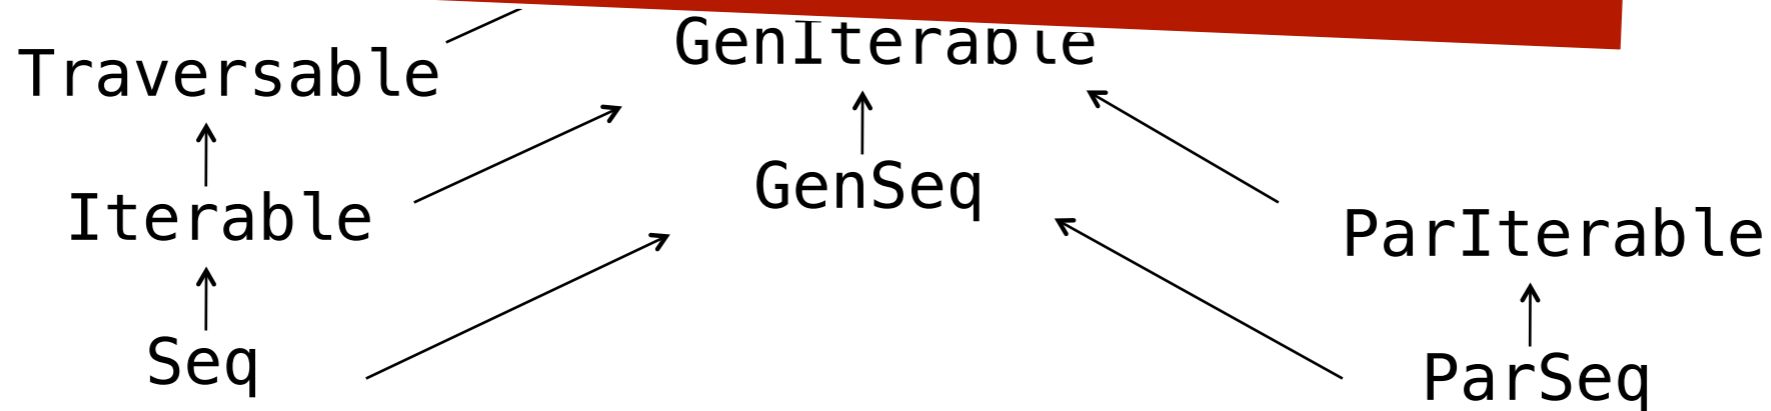 GenIterable
Traversable
GenSeq
Iterable
ParIterable
Seq
ParSeq